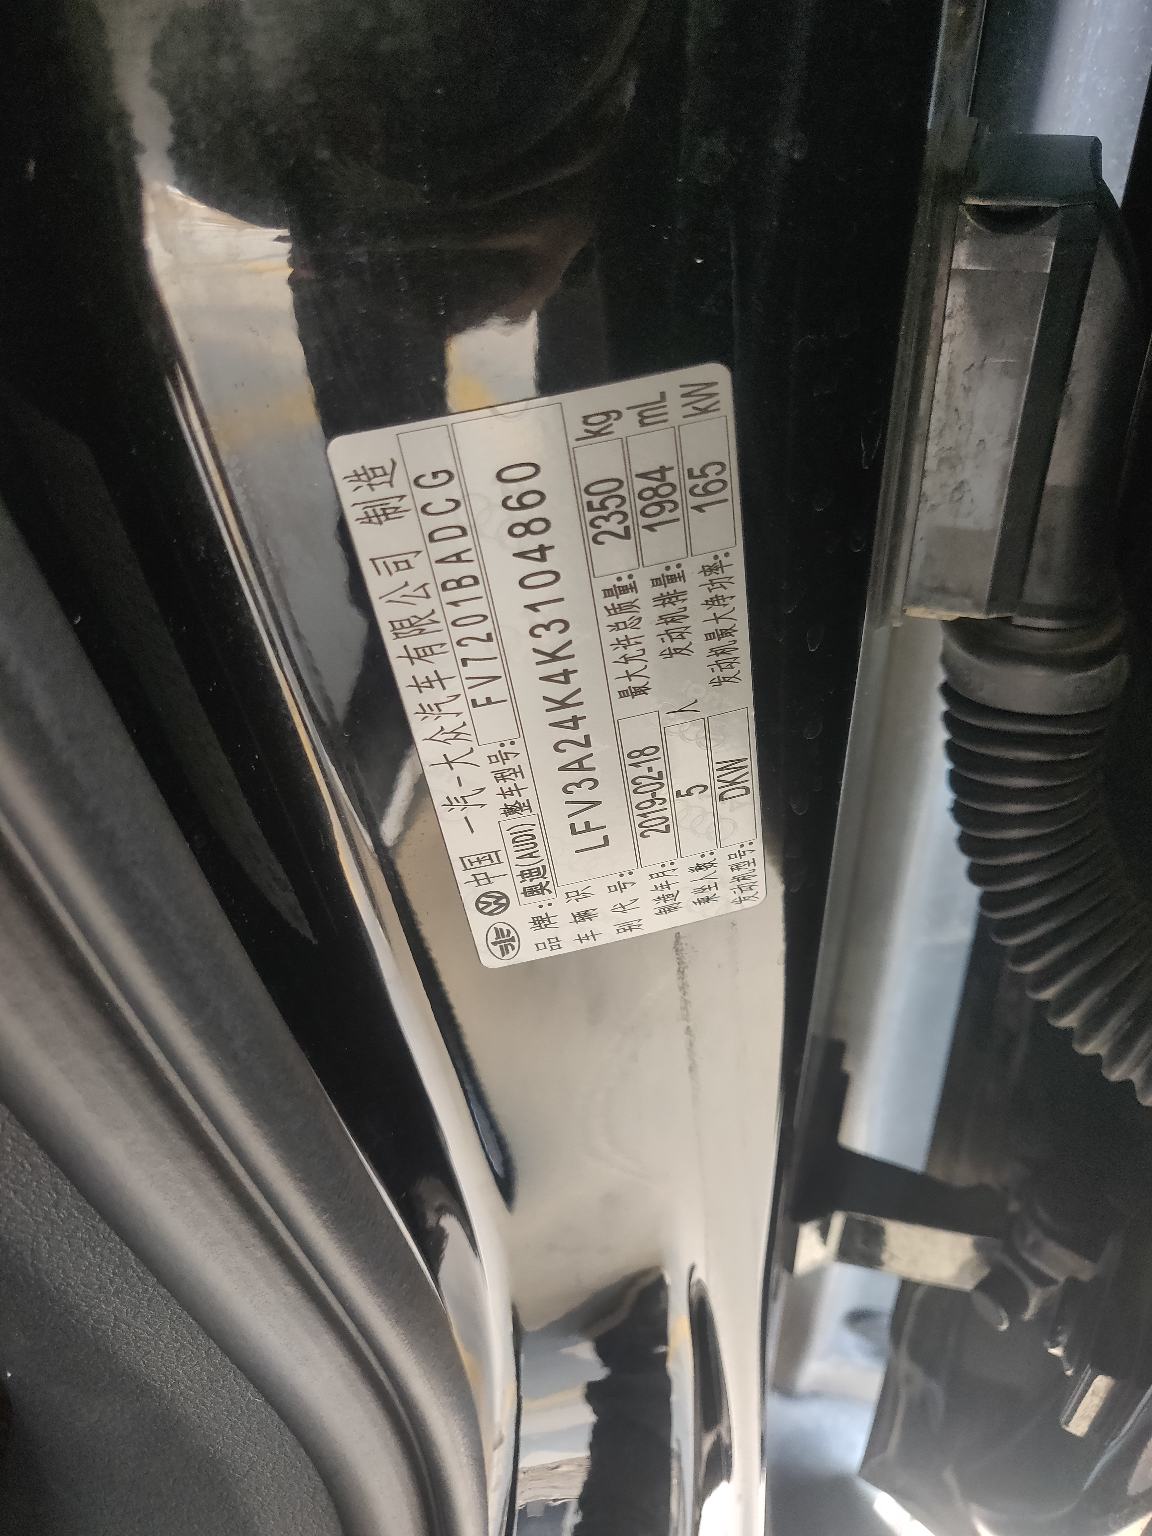 中国 一汽-大众汽车有限公司 制造
品牌: 奥迪(AUDI) 整车型号: FV7201BADCG
车辆识别代号: LFV3A24K4K3104860
制造年月: 2019-02-18 最大允许总质量: 2350 kg
乘坐人数: 5 人 发动机排量: 1984 mL
发动机型号: DKW 发动机最大净功率: 165 kW